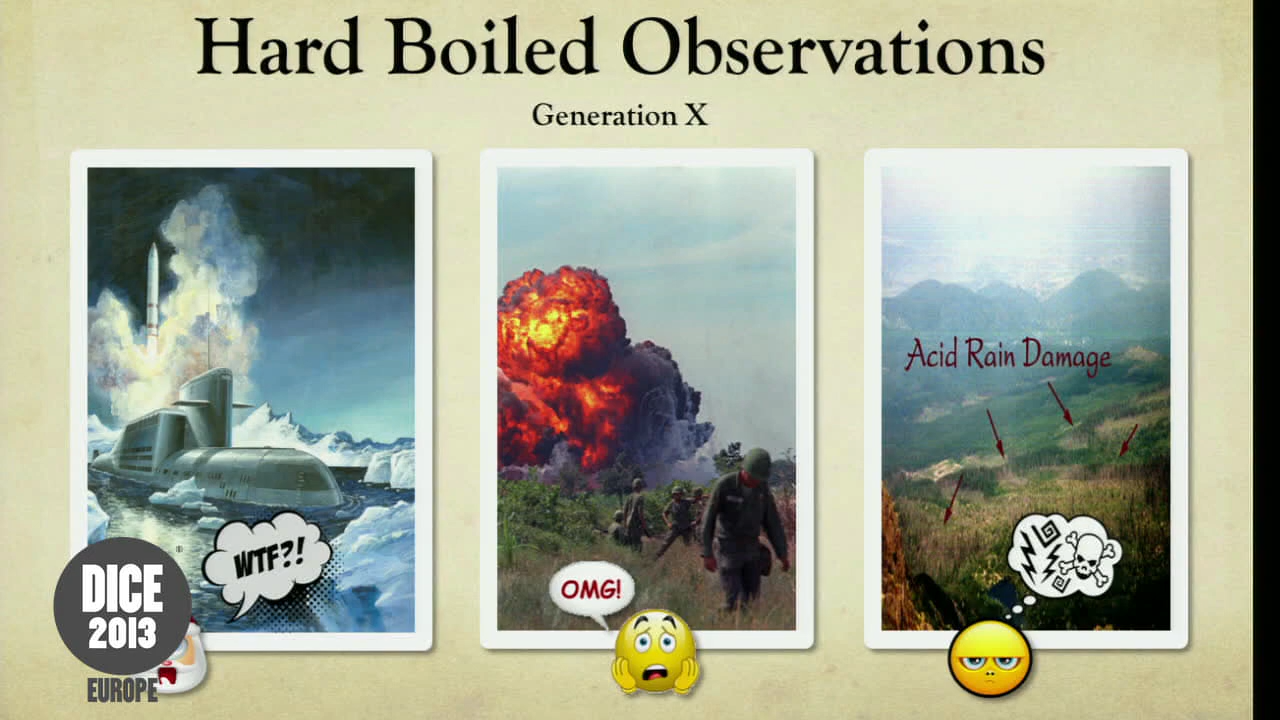 Hard Boiled Observations
Generation X
Acid Rain Damage
WTF?!
OMG!
DICE
®
2013
EUROPE